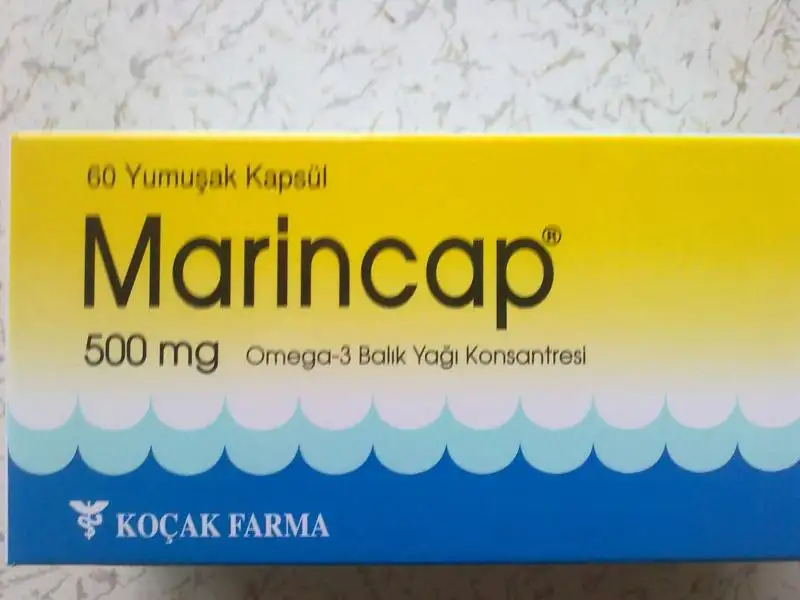 60 Yumuşak Kapsül
Marincap®
500 mg Omega-3 Balık Yağı Konsantresi
KOÇAK FARMA